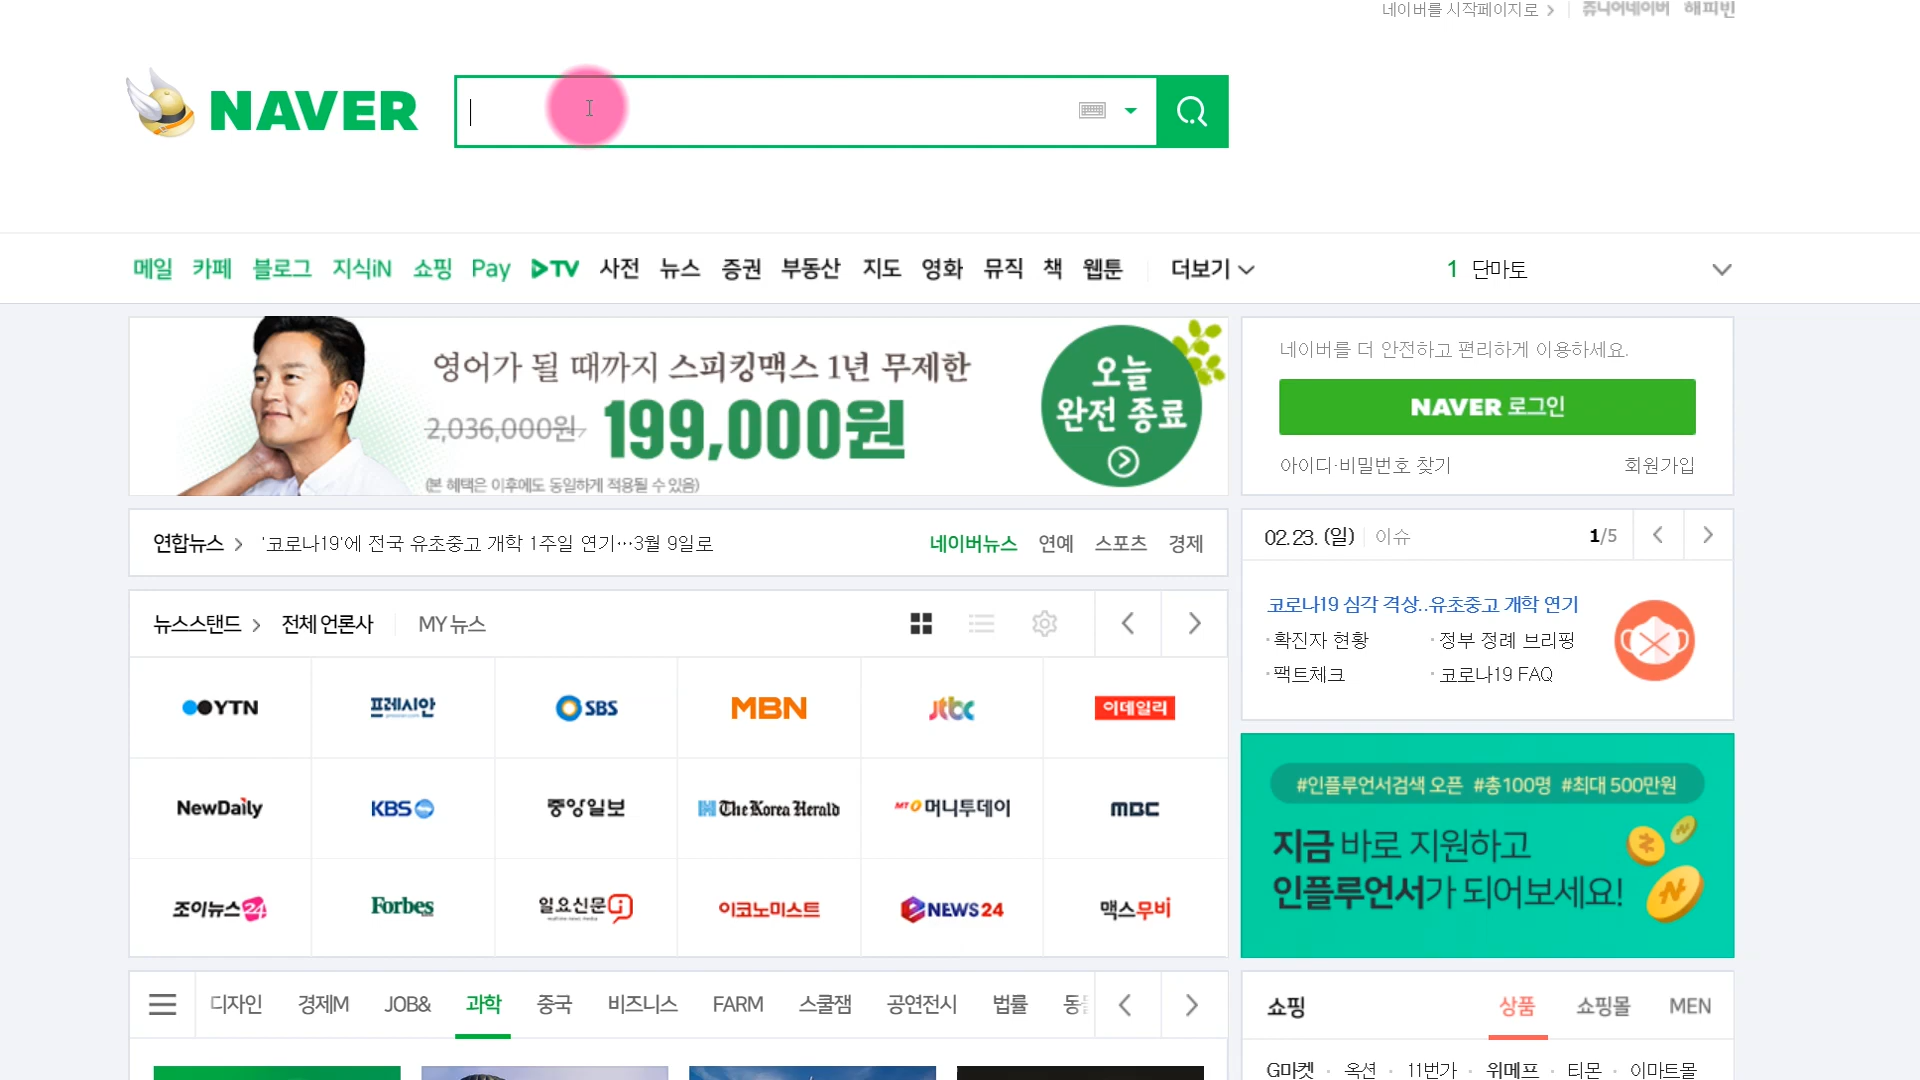 네이버를 시작페이지로 쥬니어네이버 해피빈
NAVER
메일 카페 블로그 지식iN 쇼핑 Pay TV 사전 뉴스 증권 부동산 지도 영화 뮤직 책 웹툰 더보기 1 단마토
영어가 될 때까지 스피킹맥스 1년 무제한
2,036,000원 199,000원
(본 혜택은 이후에도 동일하게 적용될 수 있음)
오늘
완전 종료
네이버를 더 안전하고 편리하게 이용하세요.
NAVER 로그인
아이디·비밀번호 찾기 회원가입
연합뉴스 '코로나19'에 전국 유초중고 개학 1주일 연기…3월 9일로 네이버뉴스 연예 스포츠 경제
02.23. (일) 이슈 1/5
코로나19 심각 격상..유초중고 개학 연기
·확진자 현황 ·정부 정례 브리핑
·팩트체크 ·코로나19 FAQ
뉴스스탠드 전체 언론사 MY 뉴스
YTN 프레시안 SBS MBN jtbc 이데일리
NewDaily KBS 중앙일보 The Korea Herald MT 머니투데이 MBC
조이뉴스24 Forbes 일요신문 이코노미스트 NEWS24 맥스무비
#인플루언서검색 오픈 #총100명 #최대 500만원
지금 바로 지원하고
인플루언서가 되어보세요!
디자인 경제M JOB& 과학 중국 비즈니스 FARM 스쿨잼 공연전시 법률
쇼핑 상품 쇼핑몰 MEN
G마켓 · 옥션 · 11번가 · 위메프 · 티몬 · 이마트몰